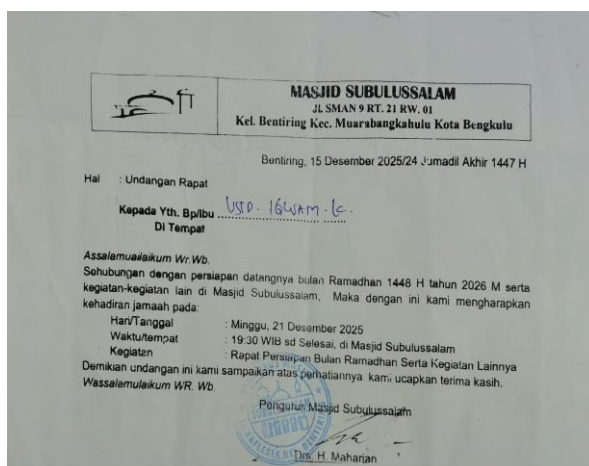 MASJID SUBULUSSALAM
JL SMAN 9 RT. 21 RW. 01
Kel. Bentiring Kec. Muarabangkahulu Kota Bengkulu
Bentiring, 15 Desember 2025/24 Jumadil Akhir 1447 H
Hal : Undangan Rapat
Kepada Yth. Bp/Ibu USTD. IGWAM. Lc.
Di Tempat
Assalamualaikum Wr.Wb.
Sehubungan dengan persiapan datangnya bulan Ramadhan 1448 H tahun 2026 M serta
kegiatan-kegiatan lain di Masjid Subulussalam, Maka dengan ini kami mengharapkan
kehadiran jamaah pada:
Hari/Tanggal : Minggu, 21 Desember 2025
Waktu/tempat : 19:30 WIB sd Selesai, di Masjid Subulussalam
Kegiatan : Rapat Persiapan Bulan Ramadhan Serta Kegiatan Lainnya
Demikian undangan ini kami sampaikan atas perhatiannya kami ucapkan terima kasih.
Wassalamulaikum WR. Wb.
Pengurus Masjid Subulussalam
Drs. H. Maharian